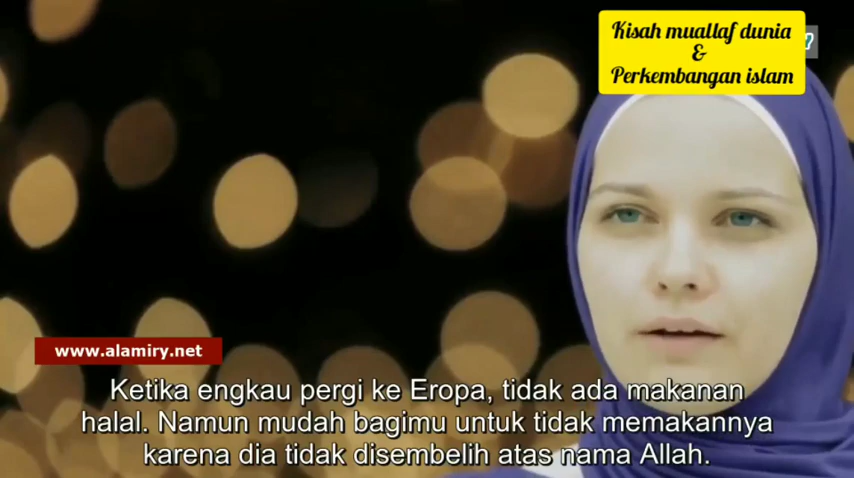 Kisah muallaf dunia
&
Perkembangan islam
www.alamiry.net
Ketika engkau pergi ke Eropa, tidak ada makanan
halal. Namun mudah bagimu untuk tidak memakannya
karena dia tidak disembelih atas nama Allah.